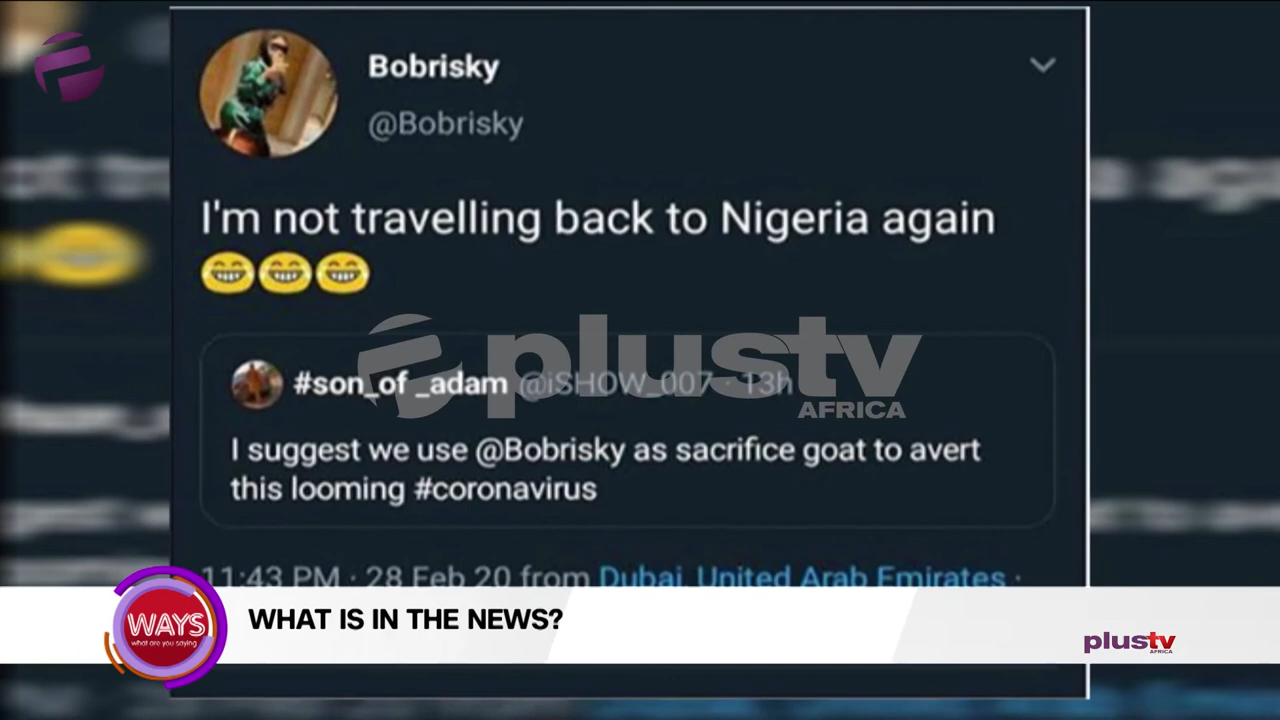 Bobrisky
@Bobrisky
I'm not travelling back to Nigeria again
😂😂😂
#son_of _adam @iSHOW_007 · 13h
plustv
AFRICA
I suggest we use @Bobrisky as sacrifice goat to avert
this looming #coronavirus
11:43 PM · 28 Feb 20 from Dubai, United Arab Emirates ·
WAYS
what are you saying
WHAT IS IN THE NEWS?
plustv
AFRICA